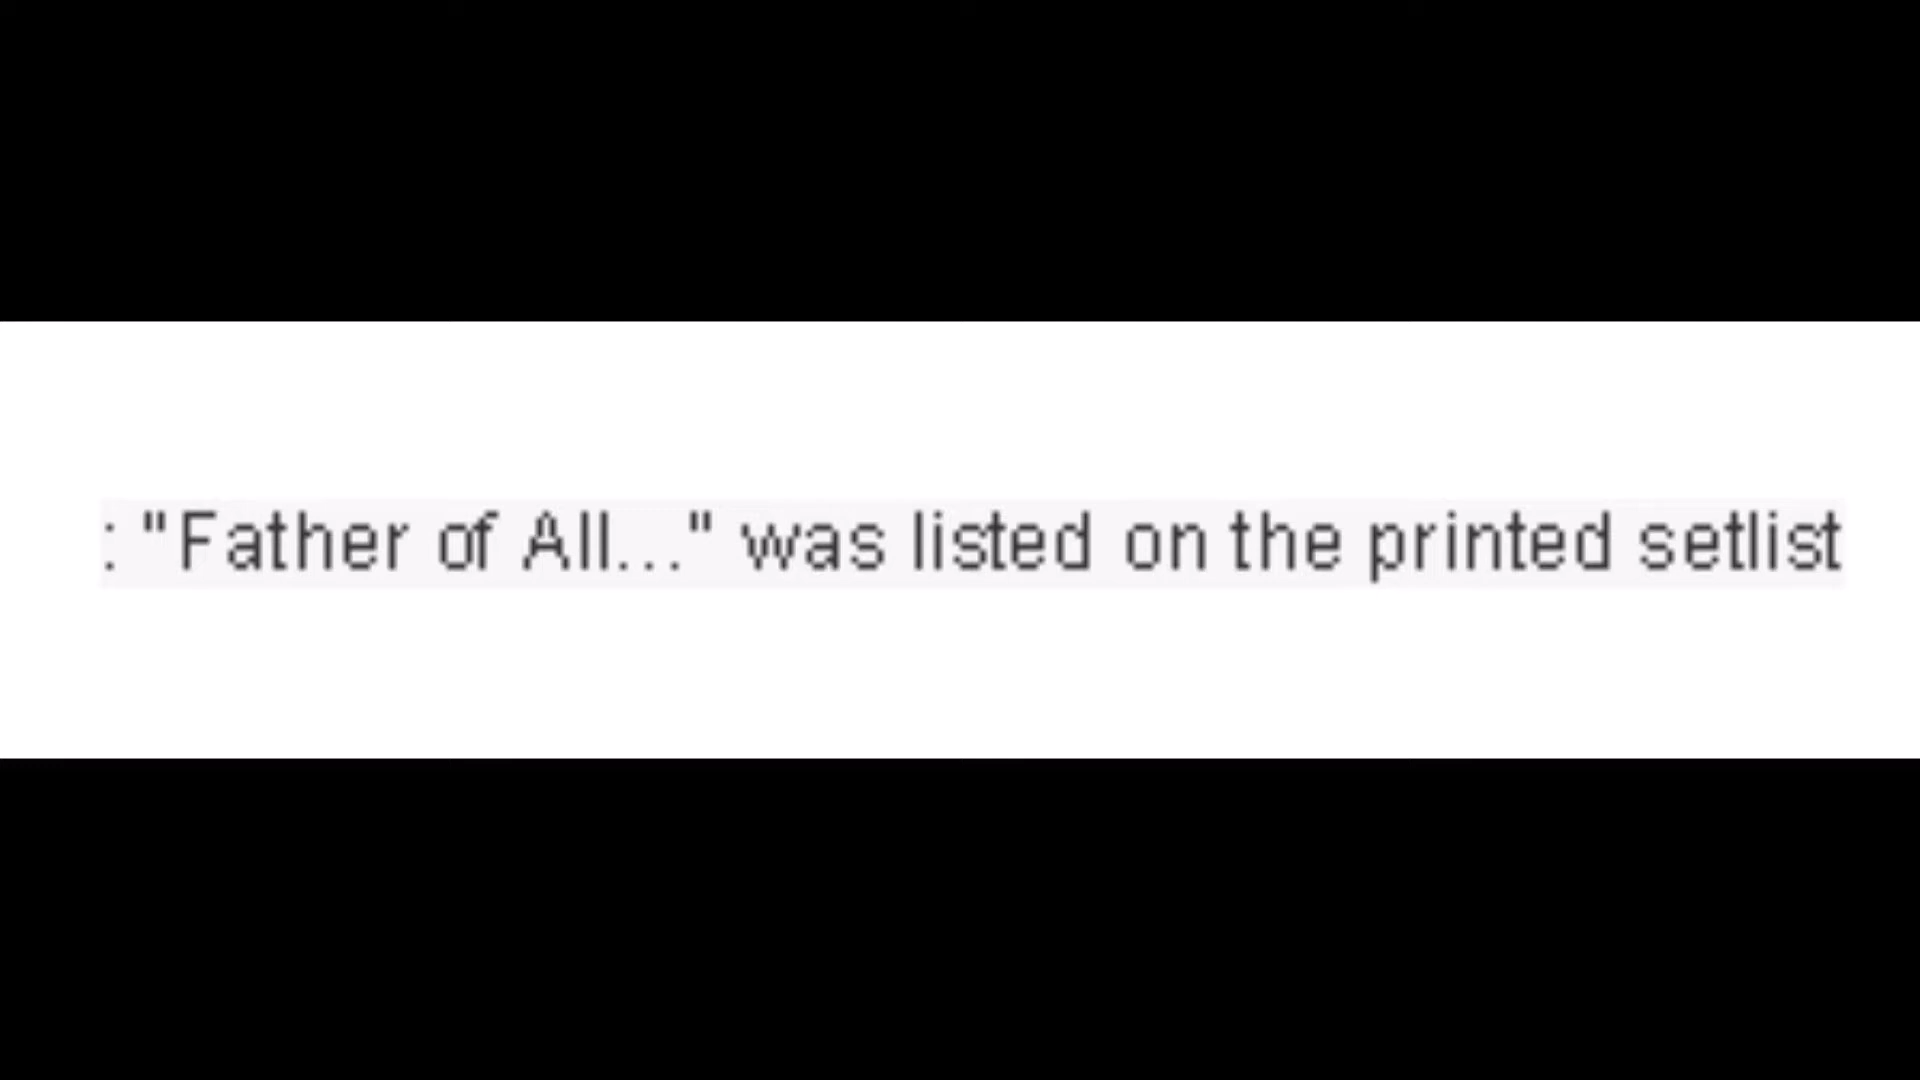 : "Father of All..." was listed on the printed setlist